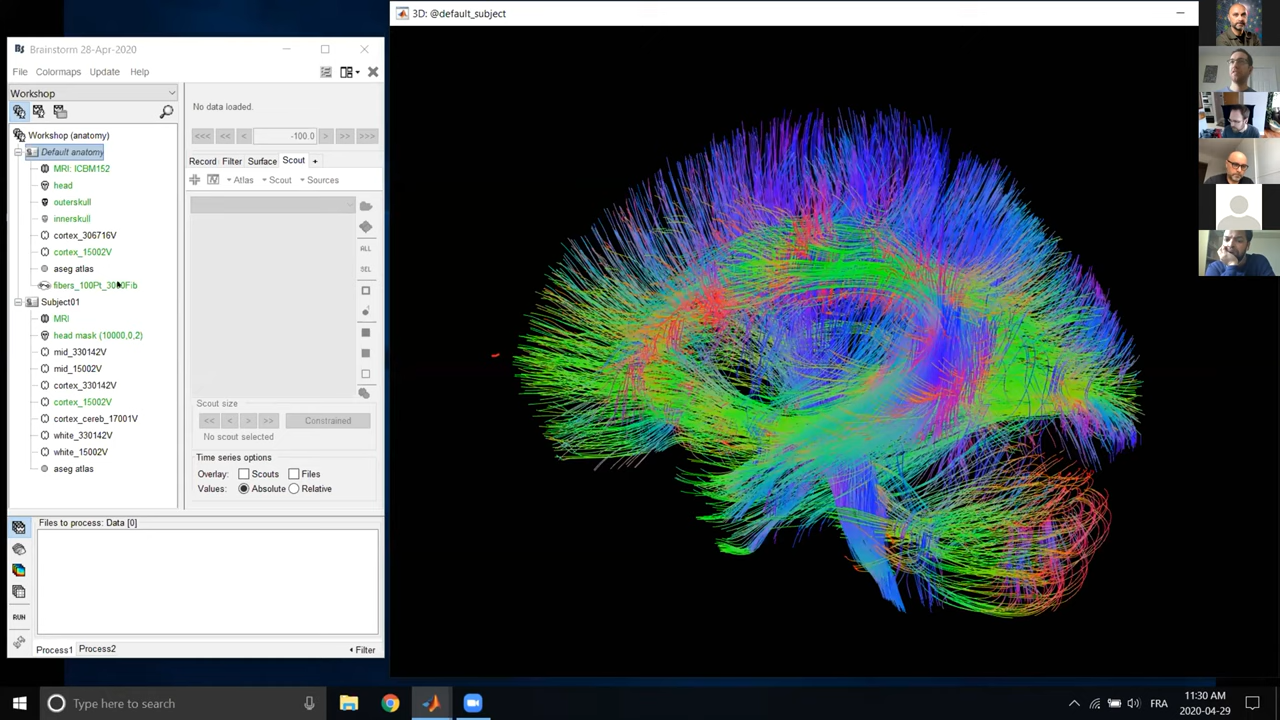 3D: @default_subject
Brainstorm 28-Apr-2020
File Colormaps Update Help
Workshop
No data loaded.
<<< << < -100.0 > >> >>>
Workshop (anatomy)
Default anatomy
MRI: ICBM152
head
outerskull
innerskull
cortex_306716V
cortex_15002V
aseg atlas
fibers_100Pt_3000Fib
Subject01
MRI
head mask (10000,0,2)
mid_330142V
mid_15002V
cortex_330142V
cortex_15002V
cortex_cereb_17001V
white_330142V
white_15002V
aseg atlas
Record Filter Surface Scout +
Atlas Scout Sources
ALL
SEL
Scout size
<< < > >> Constrained
No scout selected
Time series options
Overlay: Scouts Files
Values: Absolute Relative
Files to process: Data [0]
RUN
Process1 Process2 Filter
Type here to search
FRA
11:30 AM
2020-04-29